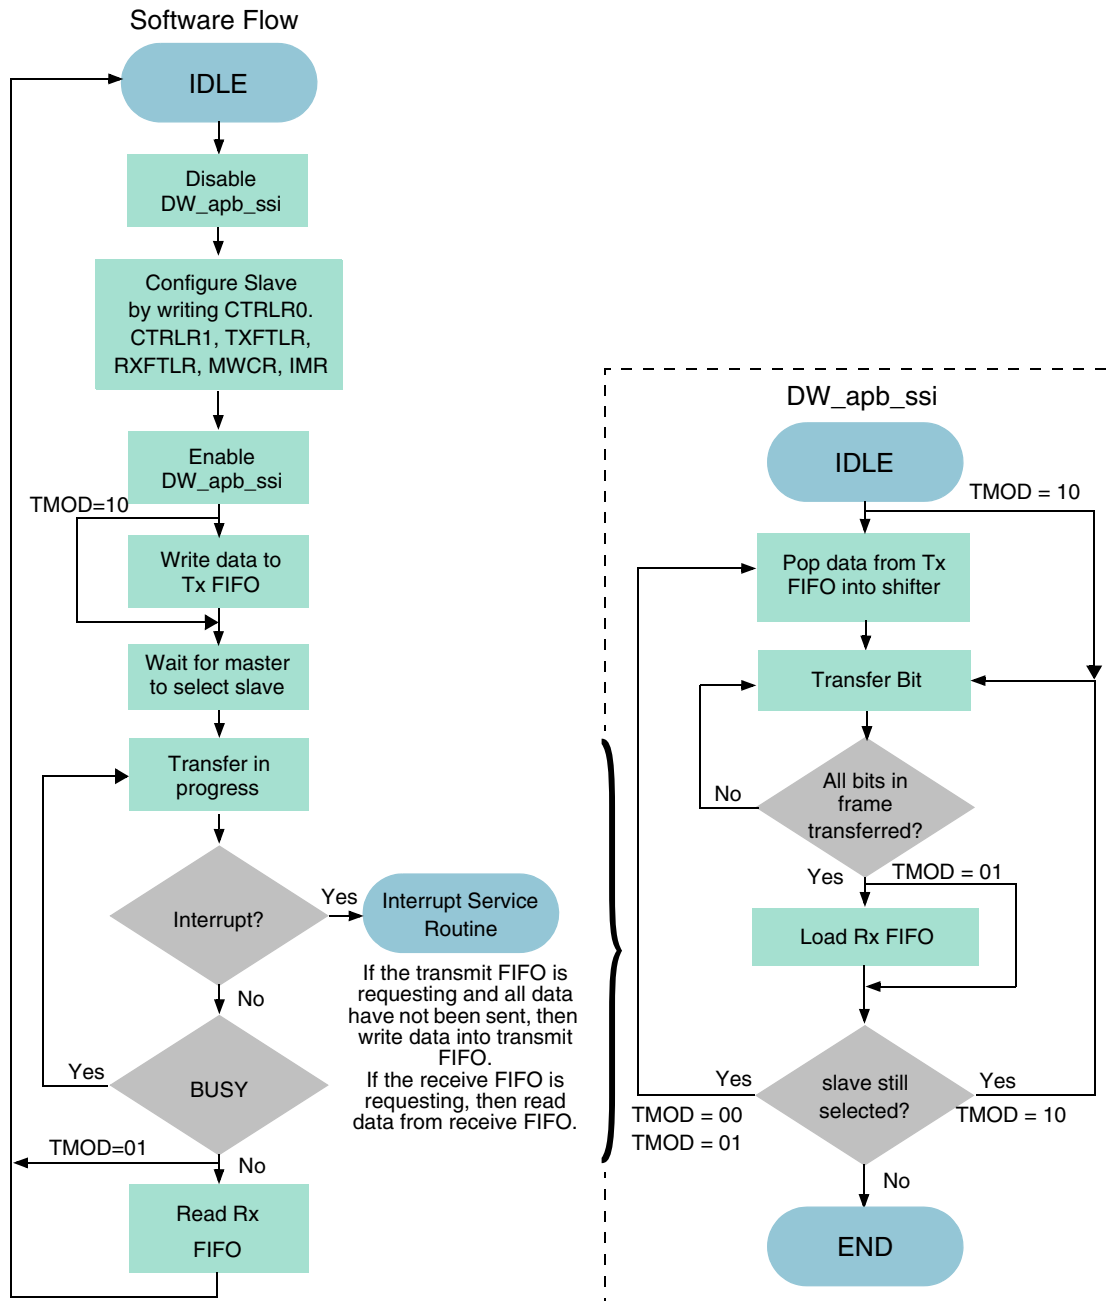 Software Flow
IDLE
Disable
DW_apb_ssi
Configure Slave
by writing CTRLR0.
CTRLR1, TXFTLR,
RXFTLR, MWCR, IMR
Enable
DW_apb_ssi
TMOD=10
Write data to
Tx FIFO
Wait for master
to select slave
Transfer in
progress
Interrupt?
Yes
Interrupt Service
Routine
If the transmit FIFO is
requesting and all data
have not been sent, then
write data into transmit
FIFO.
If the receive FIFO is
requesting, then read
data from receive FIFO.
No
Yes
BUSY
TMOD=01
No
Read Rx
FIFO
DW_apb_ssi
IDLE
TMOD = 10
Pop data from Tx
FIFO into shifter
Transfer Bit
No
All bits in
frame
transferred?
Yes
TMOD = 01
Load Rx FIFO
Yes
TMOD = 00
TMOD = 01
slave still
selected?
Yes
TMOD = 10
No
END